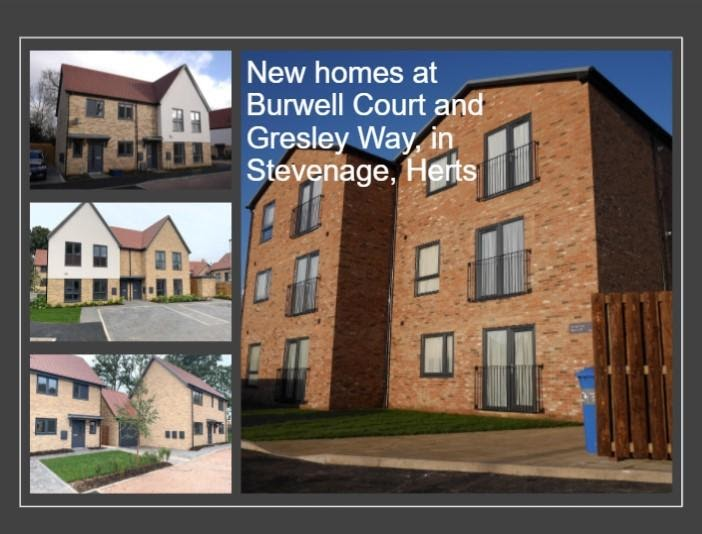 New homes at
Burwell Court and
Gresley Way, in
Stevenage, Herts